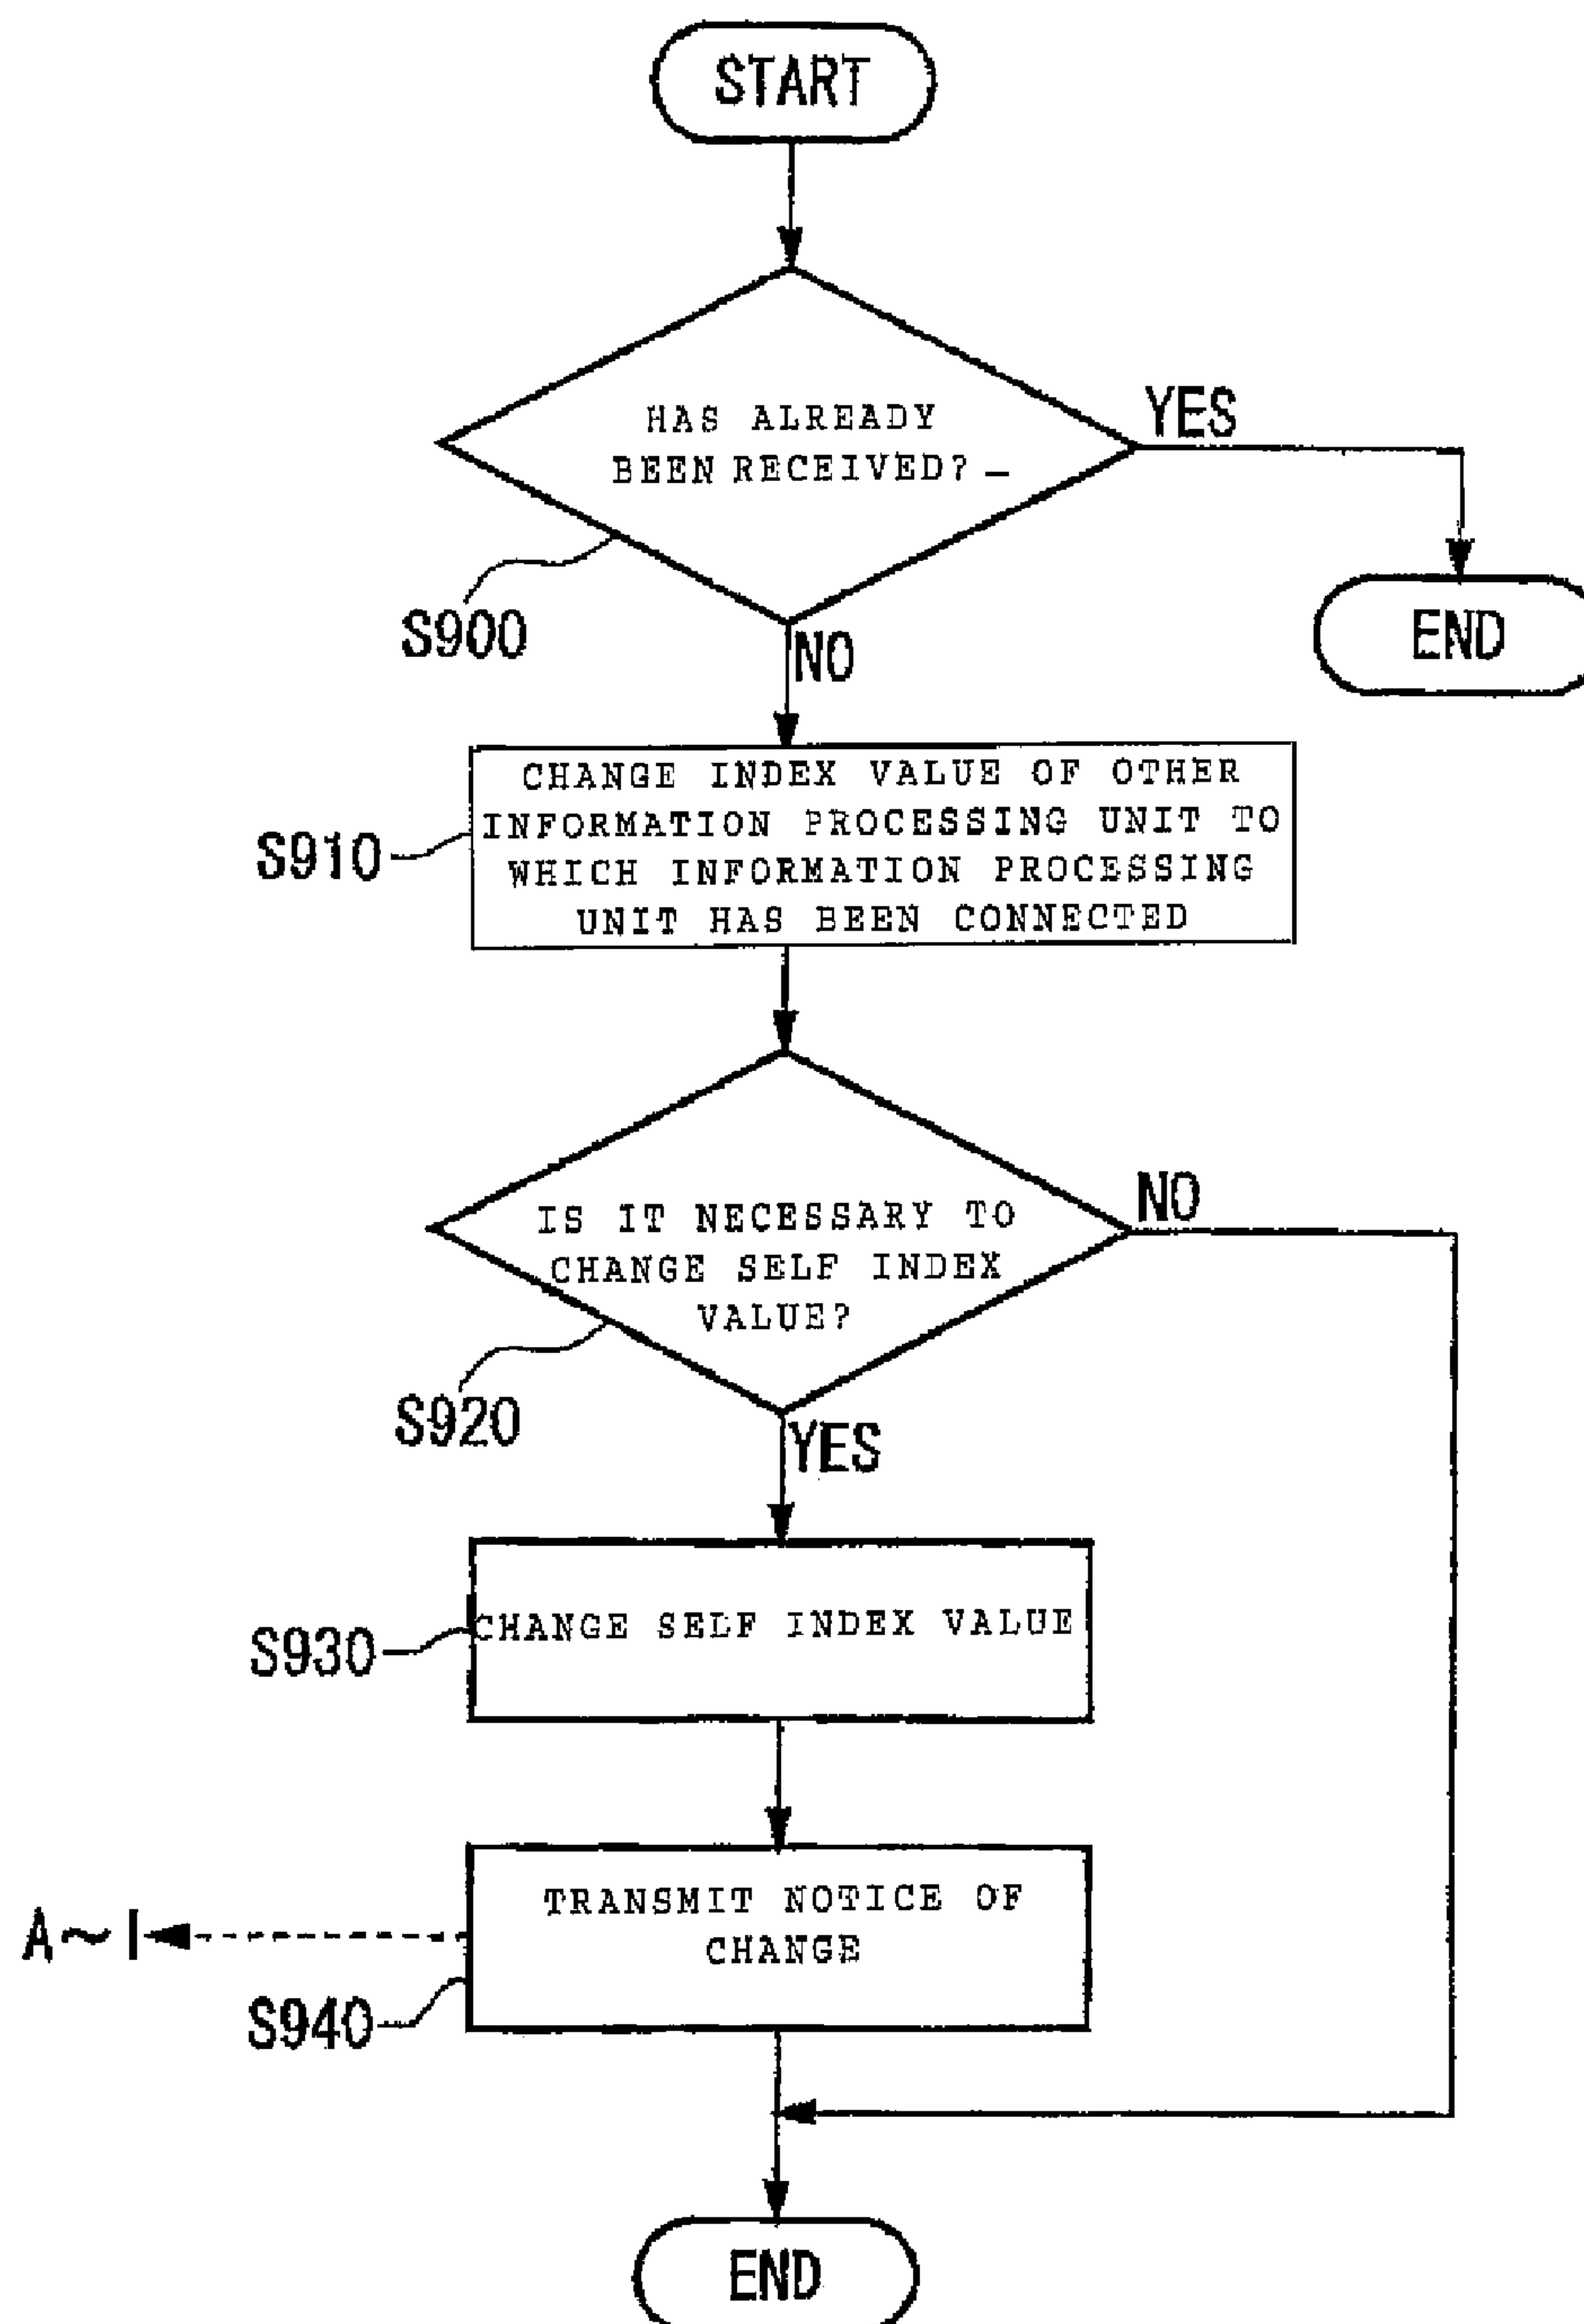 START
HAS ALREADY
BEEN RECEIVED?
YES
S900
NO
END
CHANGE INDEX VALUE OF OTHER
INFORMATION PROCESSING UNIT TO
WHICH INFORMATION PROCESSING
UNIT HAS BEEN CONNECTED
S910
IS IT NECESSARY TO
CHANGE SELF INDEX
VALUE?
NO
S920
YES
CHANGE SELF INDEX VALUE
S930
TRANSMIT NOTICE OF
CHANGE
A~I
S940
END